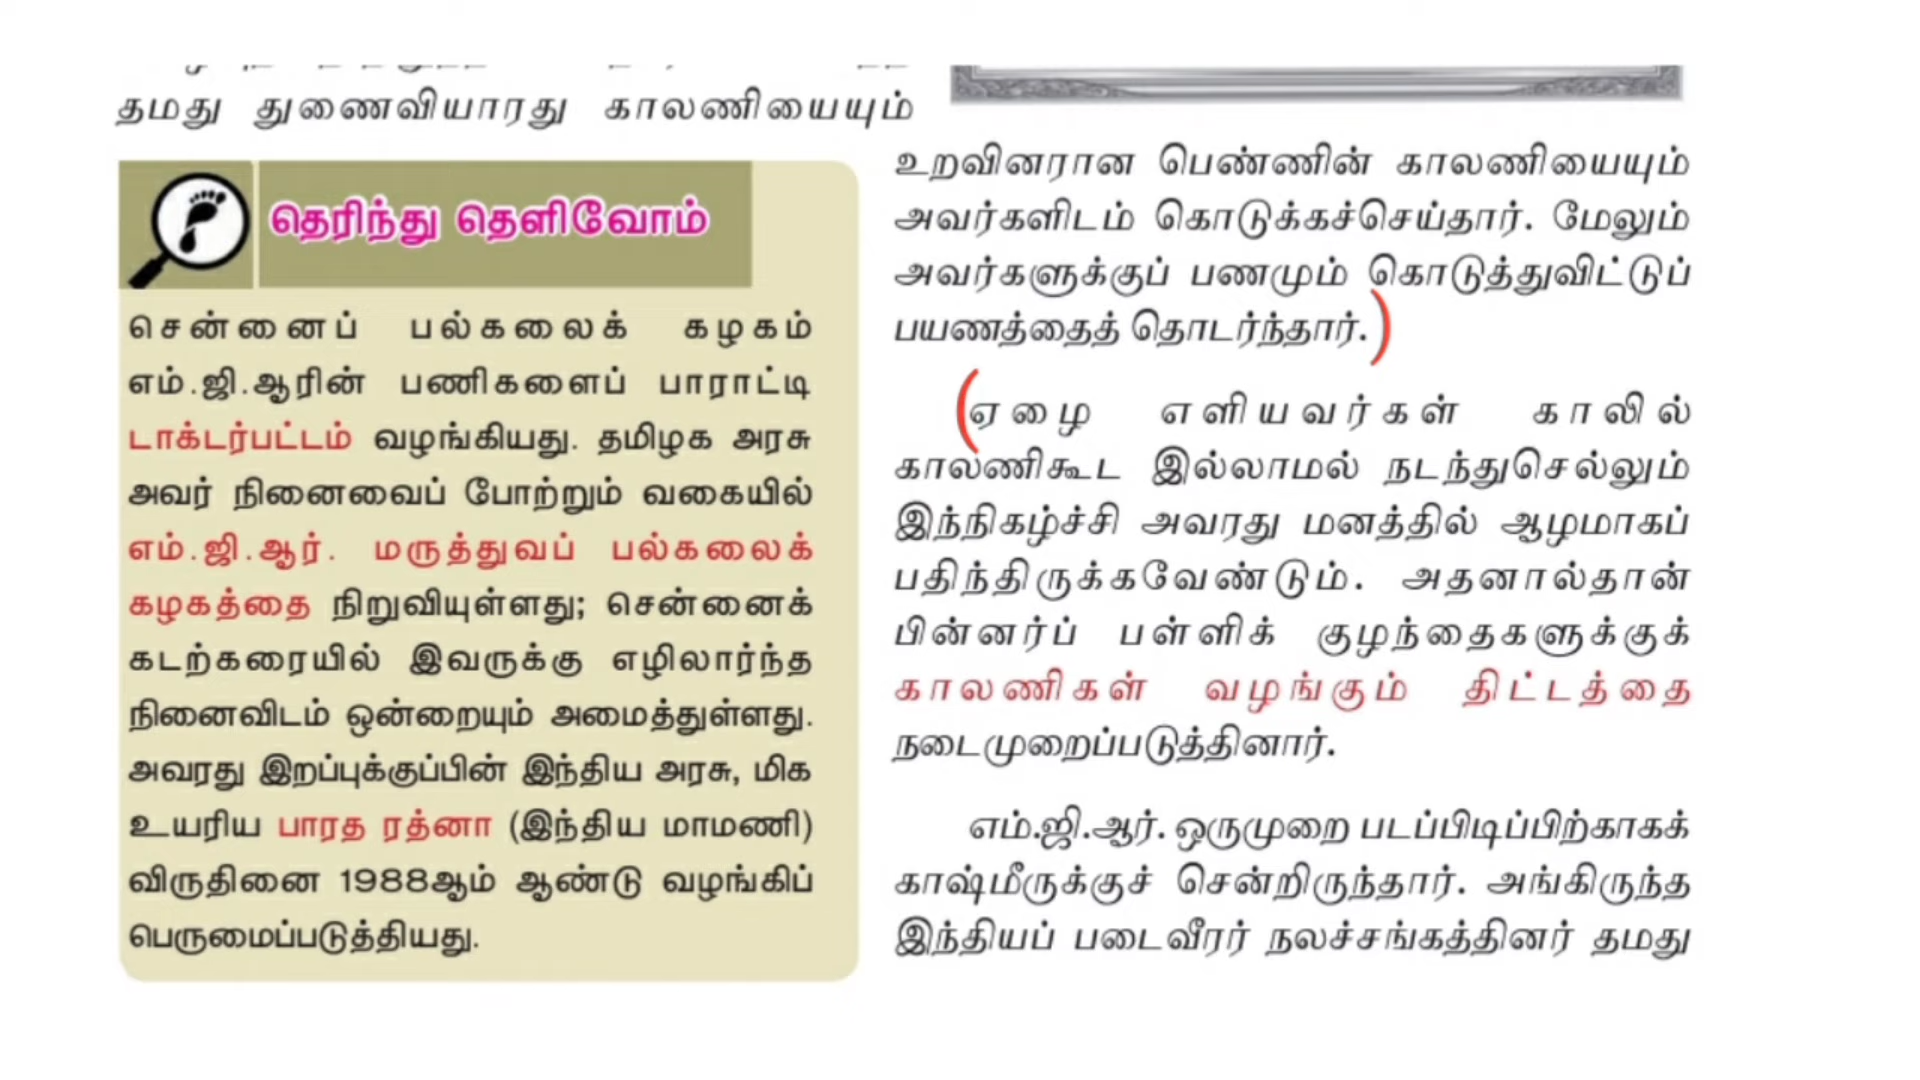 தமது துணைவியாரது காலணியையும்
தெரிந்து தெளிவோம்
சென்னைப் பல்கலைக் கழகம்
எம்.ஜி.ஆரின் பணிகளைப் பாராட்டி
டாக்டர்பட்டம் வழங்கியது. தமிழக அரசு
அவர் நினைவைப் போற்றும் வகையில்
எம்.ஜி.ஆர். மருத்துவப் பல்கலைக்
கழகத்தை நிறுவியுள்ளது; சென்னைக்
கடற்கரையில் இவருக்கு எழிலார்ந்த
நினைவிடம் ஒன்றையும் அமைத்துள்ளது.
அவரது இறப்புக்குப்பின் இந்திய அரசு, மிக
உயரிய பாரத ரத்னா (இந்திய மாமணி)
விருதினை 1988ஆம் ஆண்டு வழங்கிப்
பெருமைப்படுத்தியது.
உறவினரான பெண்ணின் காலணியையும்
அவர்களிடம் கொடுக்கச்செய்தார். மேலும்
அவர்களுக்குப் பணமும் கொடுத்துவிட்டுப்
பயணத்தைத் தொடர்ந்தார்.)
(ஏழை எளியவர்கள் காலில்
காலணிகூட இல்லாமல் நடந்துசெல்லும்
இந்நிகழ்ச்சி அவரது மனத்தில் ஆழமாகப்
பதிந்திருக்கவேண்டும். அதனால்தான்
பின்னர்ப் பள்ளிக் குழந்தைகளுக்குக்
காலணிகள் வழங்கும் திட்டத்தை
நடைமுறைப்படுத்தினார்.
எம்.ஜி.ஆர். ஒருமுறை படப்பிடிப்பிற்காகக்
காஷ்மீருக்குச் சென்றிருந்தார். அங்கிருந்த
இந்தியப் படைவீரர் நலச்சங்கத்தினர் தமது